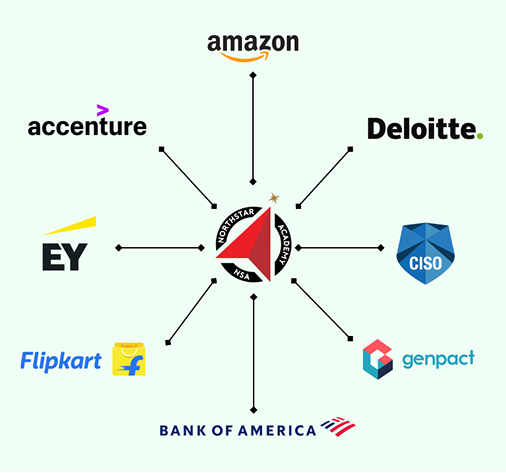 amazon
accenture
Deloitte.
NORTHSTAR ACADEMY
NSA
EY
CISO
Flipkart
genpact
BANK OF AMERICA